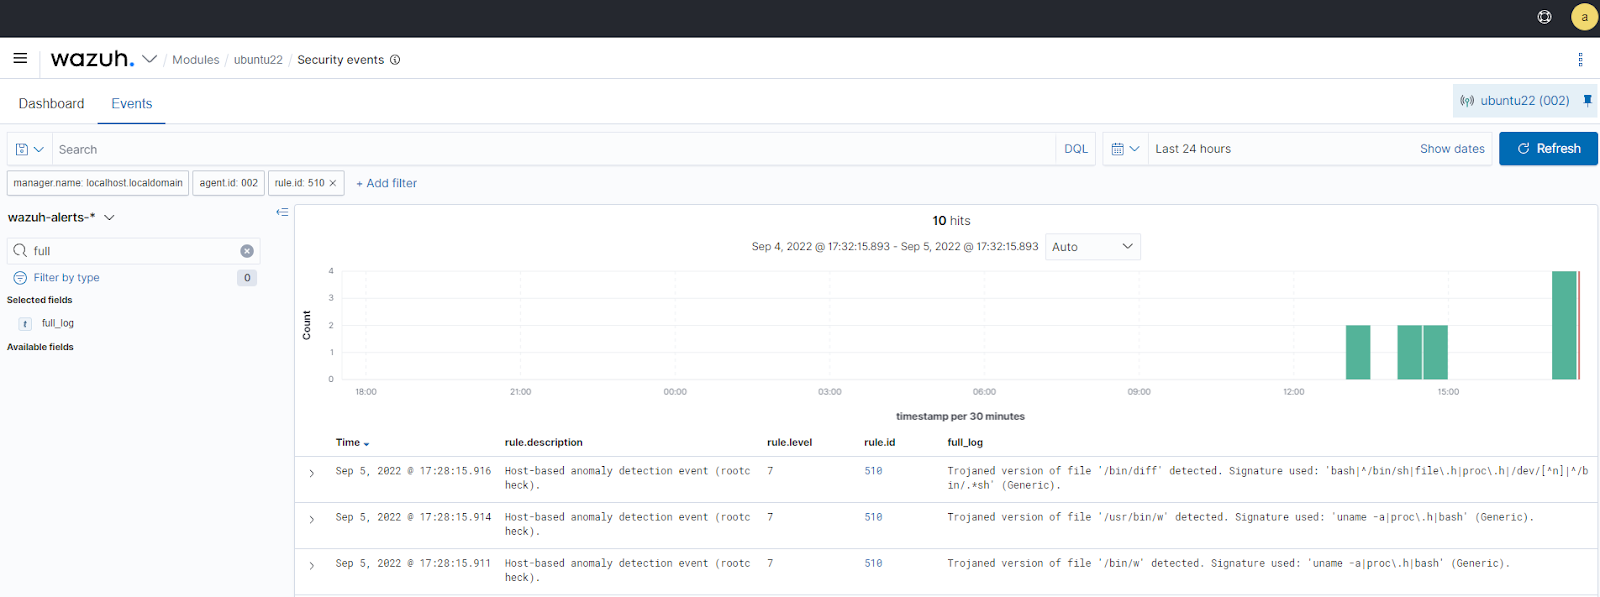 a
wazuh. / Modules / ubuntu22 / Security events
Dashboard Events ubuntu22 (002)
Search DQL Last 24 hours Show dates Refresh
manager.name: localhost.localdomain agent.id: 002 rule.id: 510 × + Add filter
wazuh-alerts-*
full
Filter by type 0
Selected fields
t full_log
Available fields
10 hits
Sep 4, 2022 @ 17:32:15.893 - Sep 5, 2022 @ 17:32:15.893 Auto
4
3
2
1
0
Count
18:00 21:00 00:00 03:00 06:00 09:00 12:00 15:00
timestamp per 30 minutes
Time rule.description rule.level rule.id full_log
Sep 5, 2022 @ 17:28:15.916 Host-based anomaly detection event (rootc 7 510 Trojaned version of file '/bin/diff' detected. Signature used: 'bash|^/bin/sh|file\.h|proc\.h|/dev/[^n]|^/b
heck). in/.*sh' (Generic).
Sep 5, 2022 @ 17:28:15.914 Host-based anomaly detection event (rootc 7 510 Trojaned version of file '/usr/bin/w' detected. Signature used: 'uname -a|proc\.h|bash' (Generic).
heck).
Sep 5, 2022 @ 17:28:15.911 Host-based anomaly detection event (rootc 7 510 Trojaned version of file '/bin/w' detected. Signature used: 'uname -a|proc\.h|bash' (Generic).
heck).